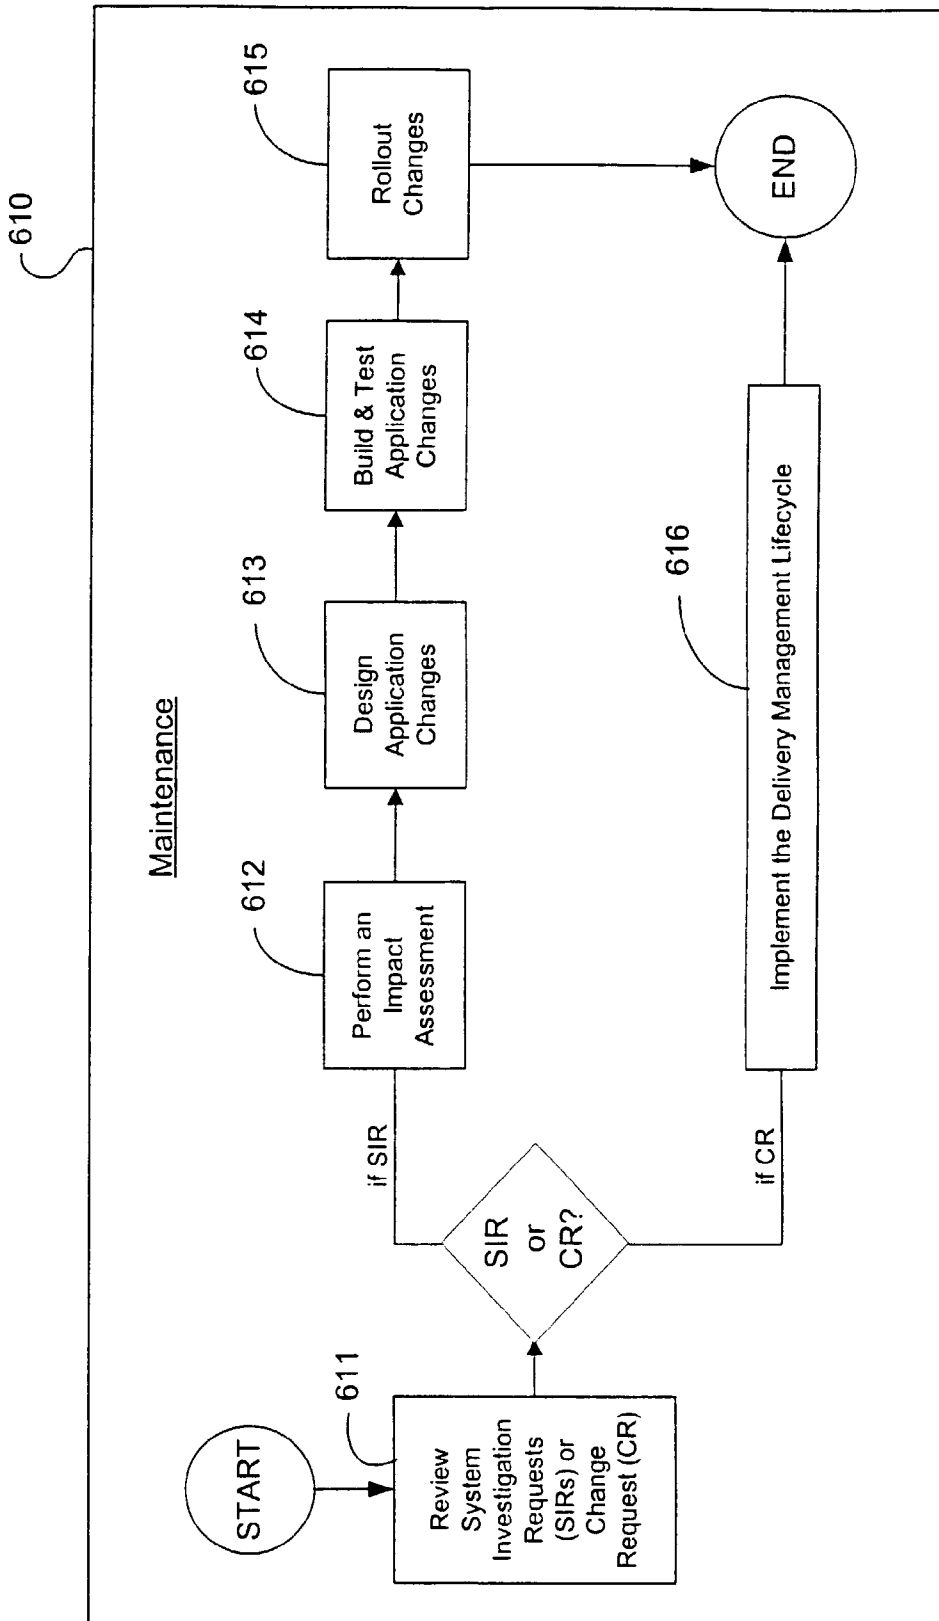 610
Maintenance
START
611
Review
System
Investigation
Requests
(SIRs) or
Change
Request (CR)
SIR
or
CR?
if SIR
612
Perform an
Impact
Assessment
613
Design
Application
Changes
614
Build & Test
Application
Changes
615
Rollout
Changes
if CR
616
Implement the Delivery Management Lifecycle
END